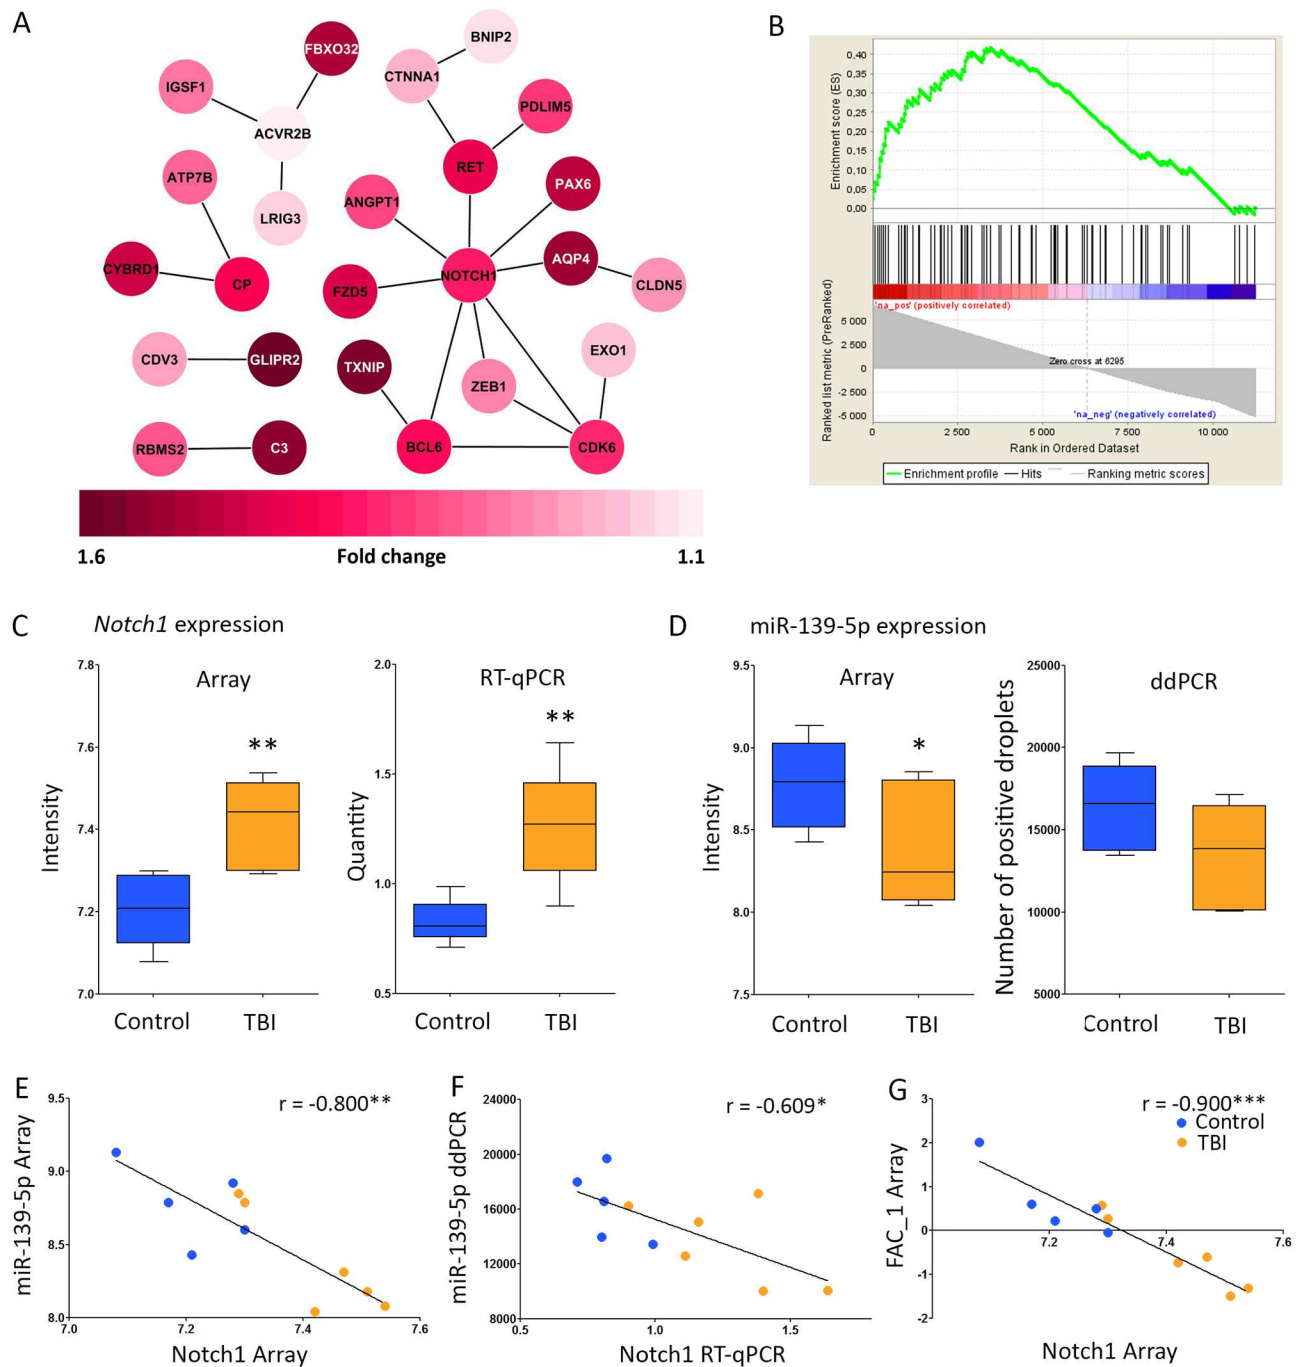 A
FBXO32
BNIP2
IGSF1
CTNNA1
PDLIM5
ACVR2B
RET
ATP7B
PAX6
ANGPT1
LRIG3
AQP4
CYBRD1
CP
FZD5
NOTCH1
CLDN5
CDV3
GLIPR2
TXNIP
EXO1
ZEB1
RBMS2
C3
BCL6
CDK6
1.6
Fold change
1.1
B
Enrichment score (ES)
0,40
0,35
0,30
0,25
0,20
0,15
0,10
0,05
0,00
'na_pos' (positively correlated)
Ranked list metric (PreRanked)
5 000
2 500
0
-2 500
-5 000
Zero cross at 6295
'na_neg' (negatively correlated)
0
2 500
5 000
7 500
10 000
Rank in Ordered Dataset
Enrichment profile
Hits
Ranking metric scores
C
Notch1 expression
Array
Intensity
7.8
7.6
7.4
7.2
7.0
**
Control
TBI
RT-qPCR
Quantity
2.0
1.5
1.0
0.5
**
Control
TBI
D
miR-139-5p expression
Array
Intensity
9.5
9.0
8.5
8.0
7.5
*
Control
TBI
ddPCR
Number of positive droplets
25000
20000
15000
10000
5000
Control
TBI
E
r = -0.800**
miR-139-5p Array
9.5
9.0
8.5
8.0
7.0
7.2
7.4
7.6
Notch1 Array
F
r = -0.609*
miR-139-5p ddPCR
24000
20000
16000
12000
8000
0.5
1.0
1.5
Notch1 RT-qPCR
G
r = -0.900***
Control
TBI
FAC_1 Array
3
2
1
0
-1
-2
7.2
7.4
7.6
Notch1 Array